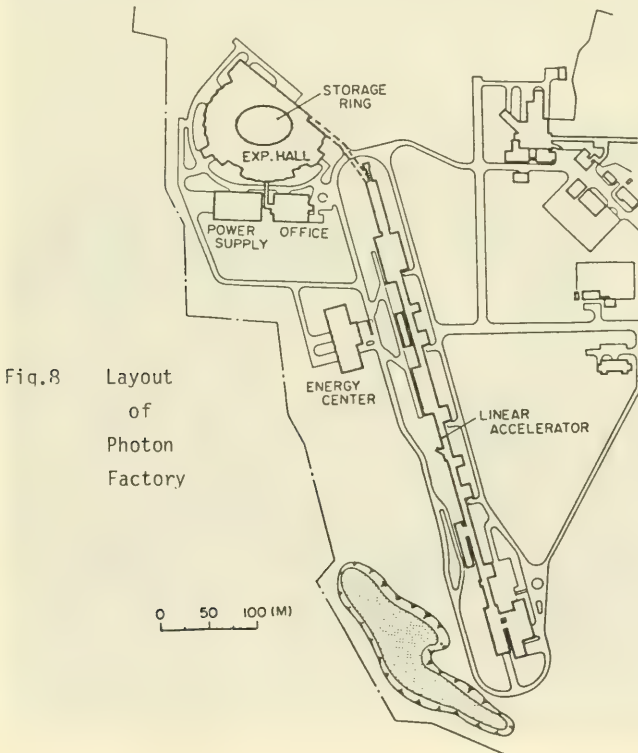 STORAGE
RING
EXP. HALL
POWER
SUPPLY
OFFICE
ENERGY
CENTER
LINEAR
ACCELERATOR
Fig.8 Layout
of
Photon
Factory
0 50 100 (M)